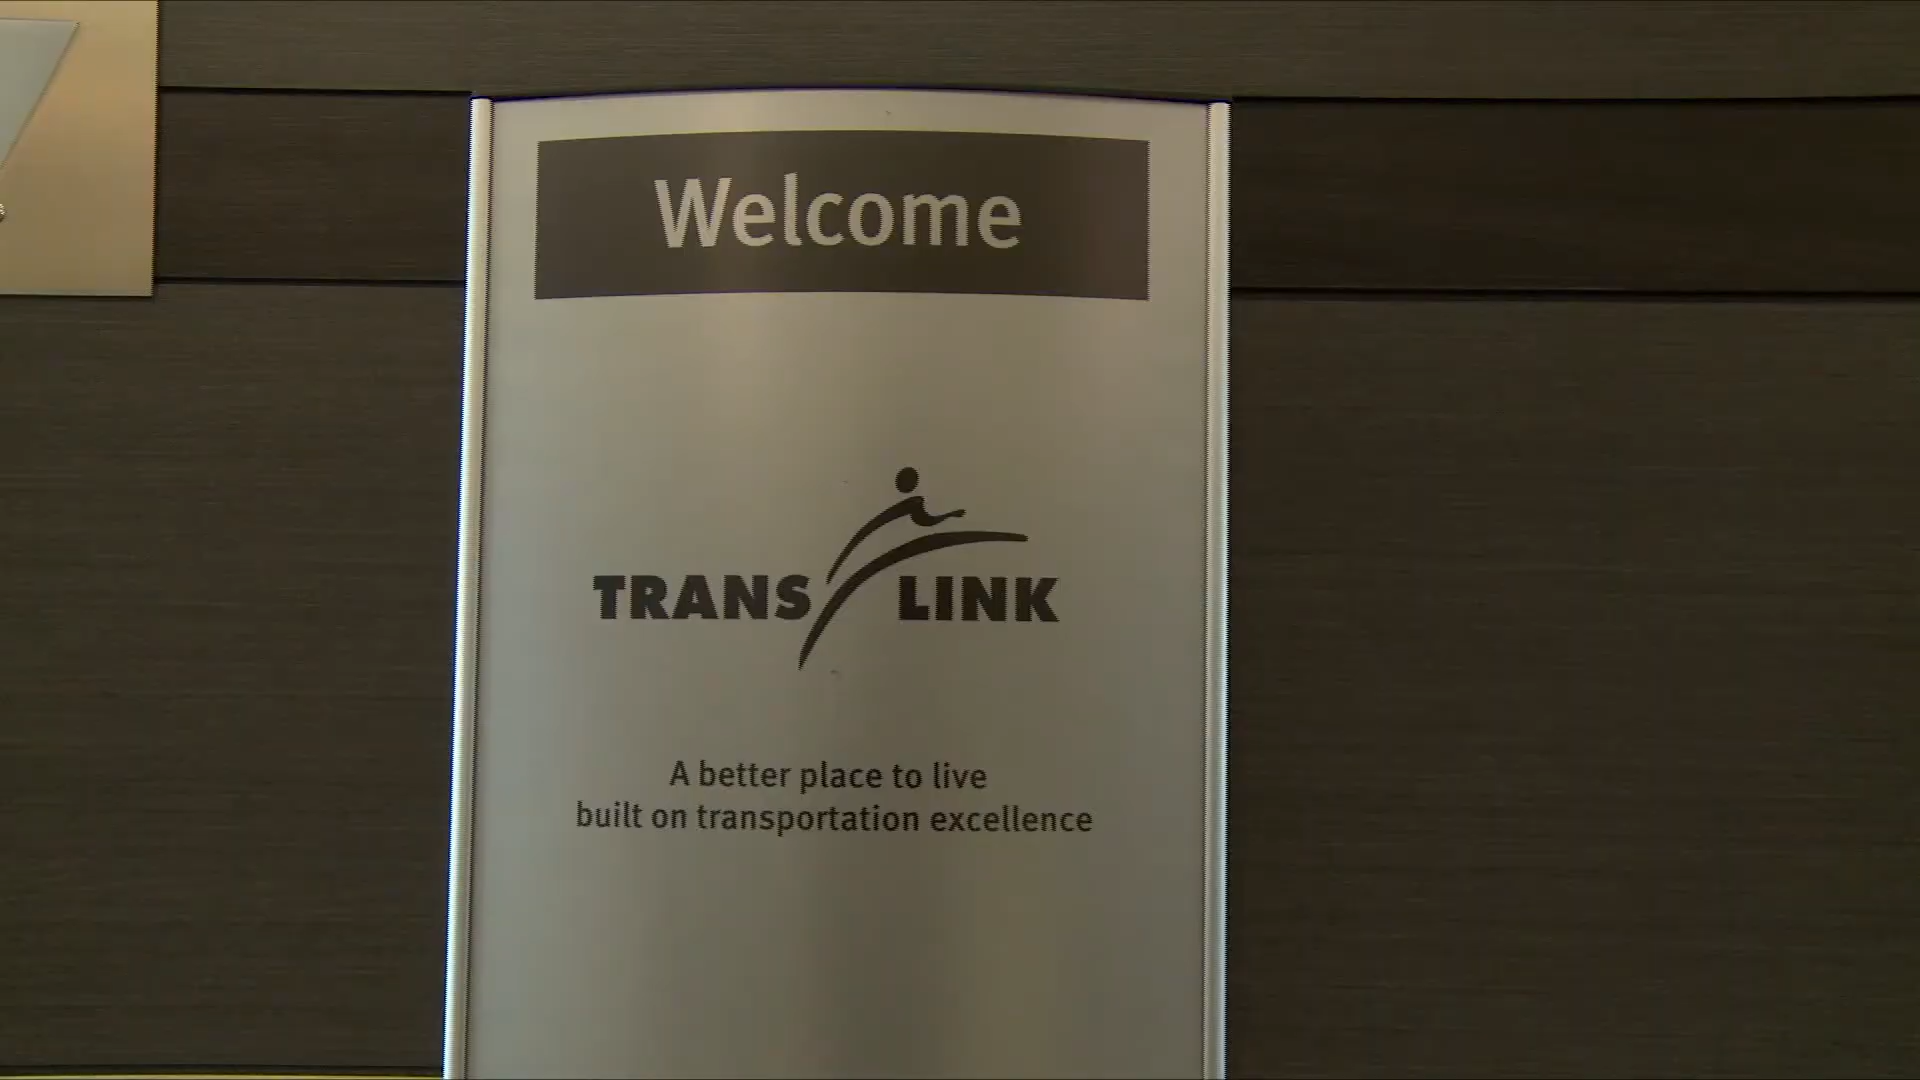 Welcome
TRANS LINK
A better place to live
built on transportation excellence